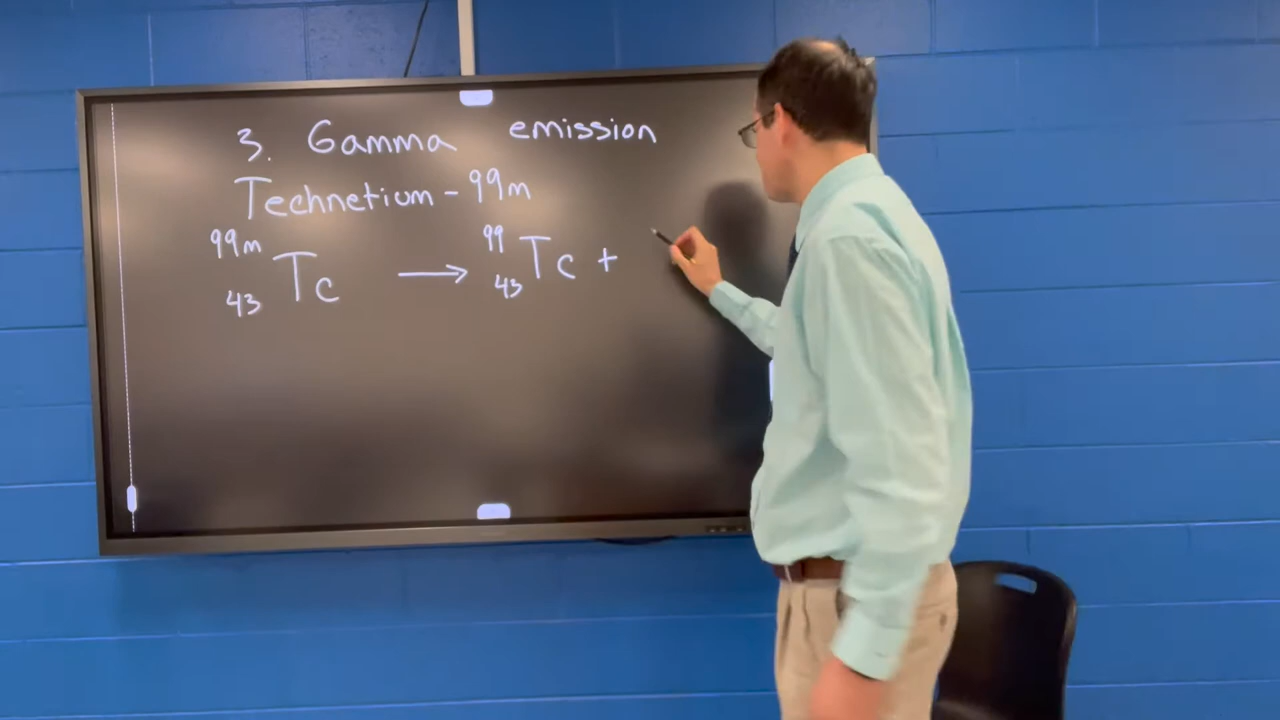 3. Gamma emission
Technetium - 99m
99m 43 Tc → 99 43 Tc +